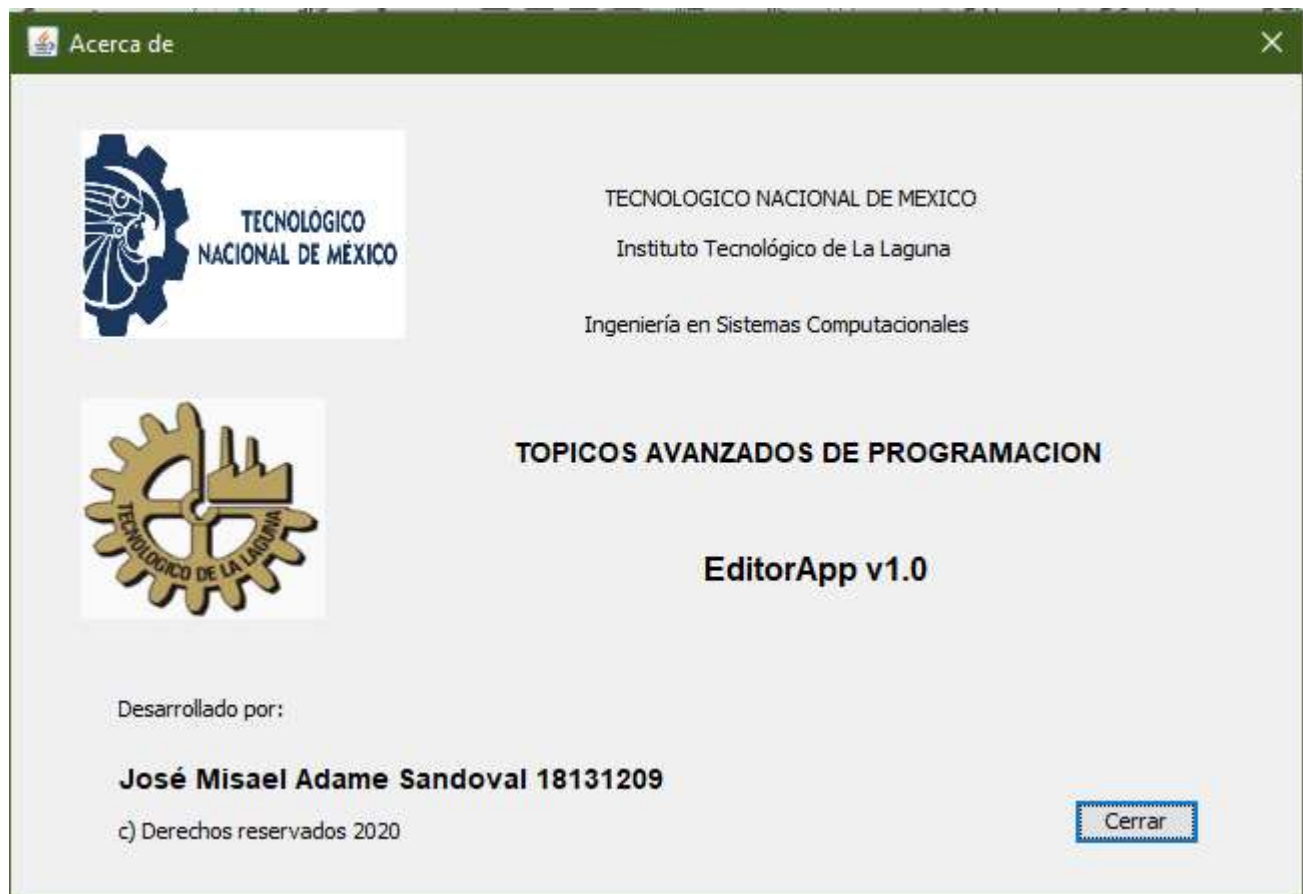 Acerca de
TECNOLÓGICO
NACIONAL DE MÉXICO
TECNOLOGICO NACIONAL DE MEXICO
Instituto Tecnológico de La Laguna
Ingeniería en Sistemas Computacionales
TECNOLOGICO DE LA LAGUNA
TOPICOS AVANZADOS DE PROGRAMACION
EditorApp v1.0
Desarrollado por:
José Misael Adame Sandoval 18131209
c) Derechos reservados 2020
Cerrar